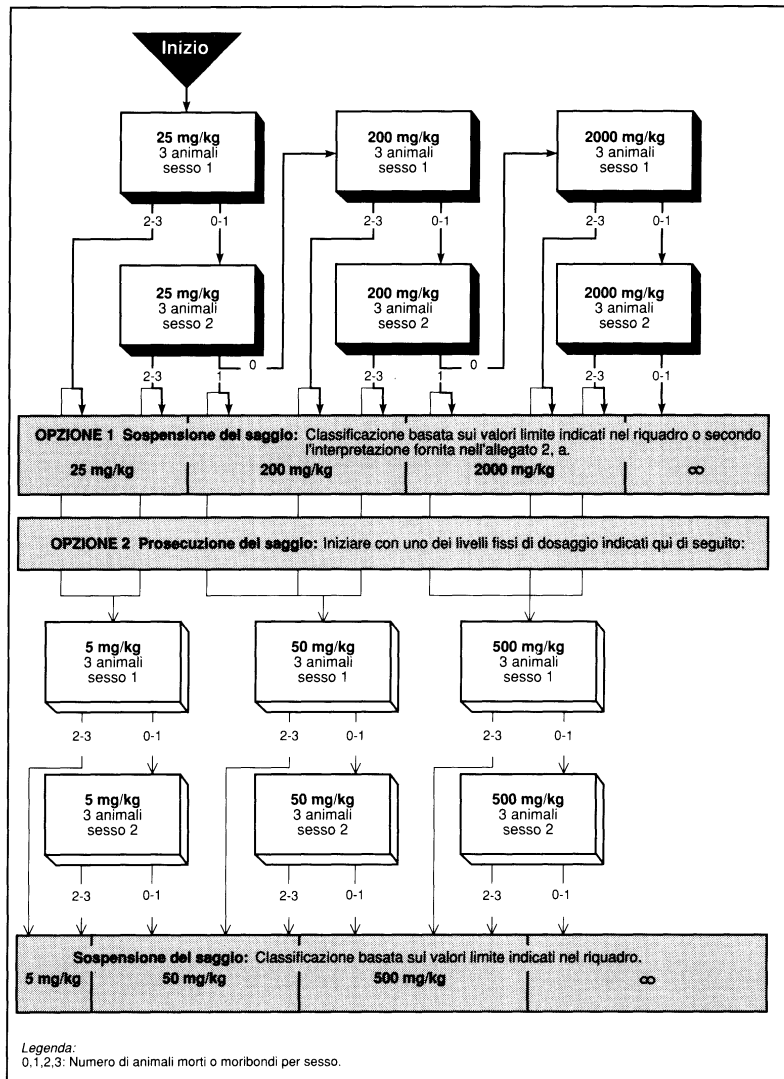 Inizio
25 mg/kg
3 animali
sesso 1
200 mg/kg
3 animali
sesso 1
2000 mg/kg
3 animali
sesso 1
2-3
0-1
2-3
0-1
2-3
0-1
25 mg/kg
3 animali
sesso 2
200 mg/kg
3 animali
sesso 2
2000 mg/kg
3 animali
sesso 2
2-3
1
0
2-3
1
0
2-3
0-1
OPZIONE 1 Sospensione del saggio: Classificazione basata sui valori limite indicati nel riquadro o secondo
l'interpretazione fornita nell'allegato 2, a.
25 mg/kg
200 mg/kg
2000 mg/kg
∞
OPZIONE 2 Prosecuzione del saggio: Iniziare con uno dei livelli fissi di dosaggio indicati qui di seguito:
5 mg/kg
3 animali
sesso 1
50 mg/kg
3 animali
sesso 1
500 mg/kg
3 animali
sesso 1
2-3
0-1
2-3
0-1
2-3
0-1
5 mg/kg
3 animali
sesso 2
50 mg/kg
3 animali
sesso 2
500 mg/kg
3 animali
sesso 2
2-3
0-1
2-3
0-1
2-3
0-1
Sospensione del saggio: Classificazione basata sui valori limite indicati nel riquadro.
5 mg/kg
50 mg/kg
500 mg/kg
∞
Legenda:
0,1,2,3: Numero di animali morti o moribondi per sesso.